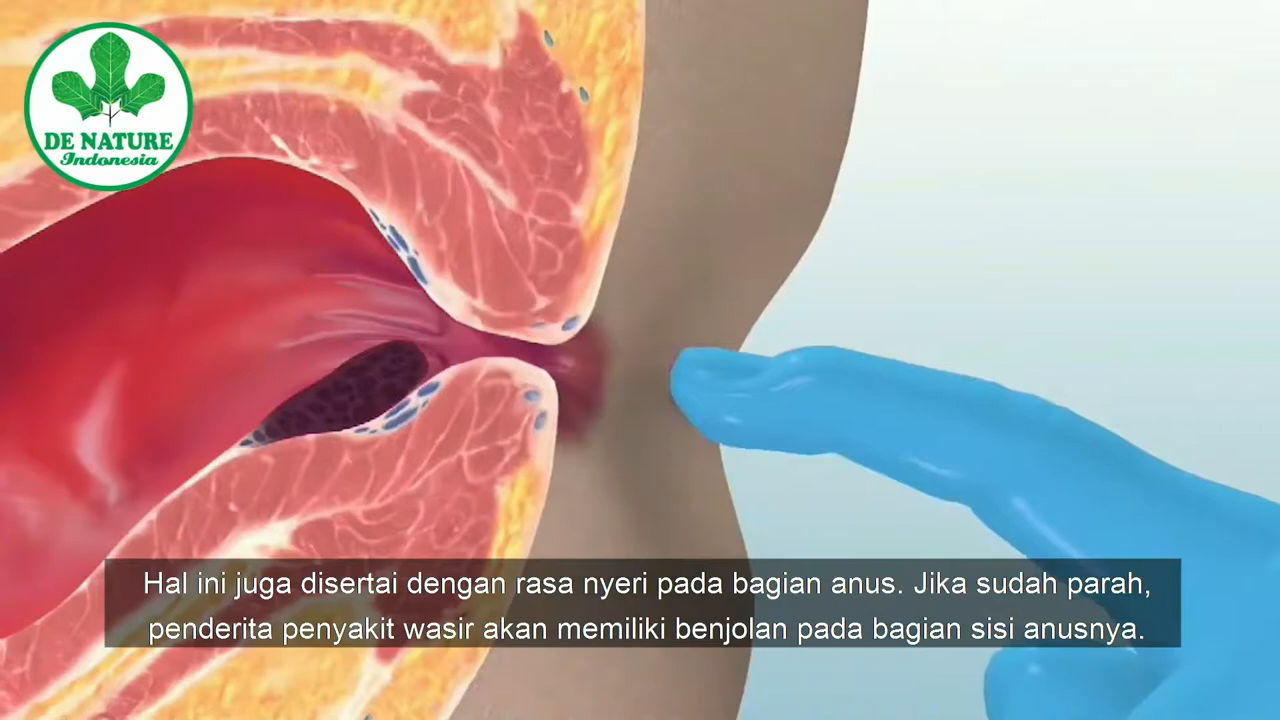 DE NATURE
Indonesia
Hal ini juga disertai dengan rasa nyeri pada bagian anus. Jika sudah parah,
penderita penyakit wasir akan memiliki benjolan pada bagian sisi anusnya.